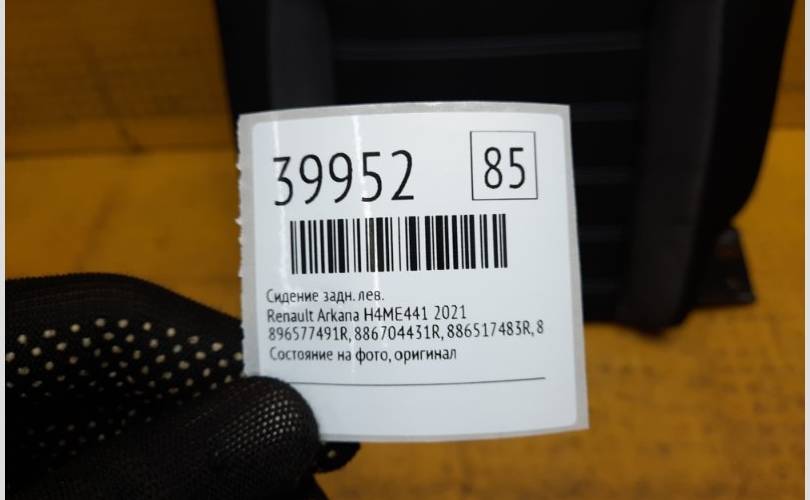 39952 85
Сидение задн. лев.
Renault Arkana H4ME441 2021
896577491R, 886704431R, 886517483R, 8
Состояние на фото, оригинал